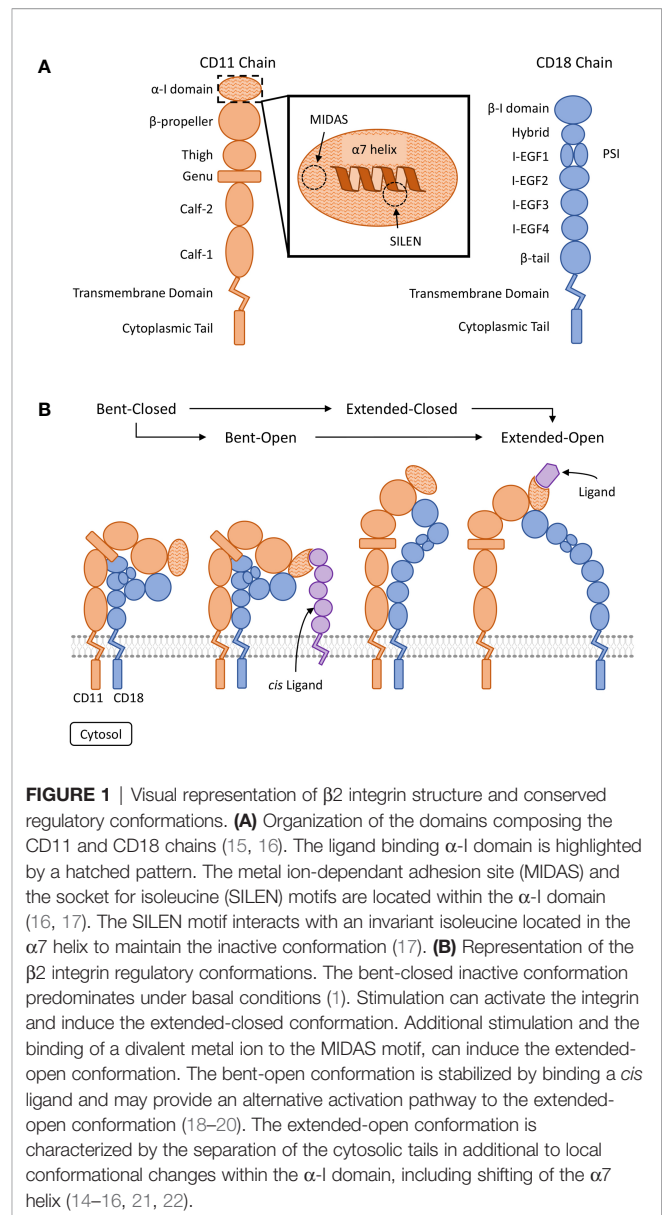 A
CD11 Chain
CD18 Chain
α-I domain
β-propeller
Thigh
Genu
Calf-2
Calf-1
Transmembrane Domain
Cytoplasmic Tail
MIDAS
α7 helix
SILEN
β-I domain
Hybrid
I-EGF1
PSI
I-EGF2
I-EGF3
I-EGF4
β-tail
Transmembrane Domain
Cytoplasmic Tail
B
Bent-Closed
Extended-Closed
Bent-Open
Extended-Open
Ligand
cis Ligand
CD11
CD18
Cytosol
FIGURE 1 | Visual representation of β2 integrin structure and conserved
regulatory conformations. (A) Organization of the domains composing the
CD11 and CD18 chains (15, 16). The ligand binding α-I domain is highlighted
by a hatched pattern. The metal ion-dependant adhesion site (MIDAS) and
the socket for isoleucine (SILEN) motifs are located within the α-I domain
(16, 17). The SILEN motif interacts with an invariant isoleucine located in the
α7 helix to maintain the inactive conformation (17). (B) Representation of the
β2 integrin regulatory conformations. The bent-closed inactive conformation
predominates under basal conditions (1). Stimulation can activate the integrin
and induce the extended-closed conformation. Additional stimulation and the
binding of a divalent metal ion to the MIDAS motif, can induce the extended-
open conformation. The bent-open conformation is stabilized by binding a cis
ligand and may provide an alternative activation pathway to the extended-
open conformation (18–20). The extended-open conformation is
characterized by the separation of the cytosolic tails in additional to local
conformational changes within the α-I domain, including shifting of the α7
helix (14–16, 21, 22).